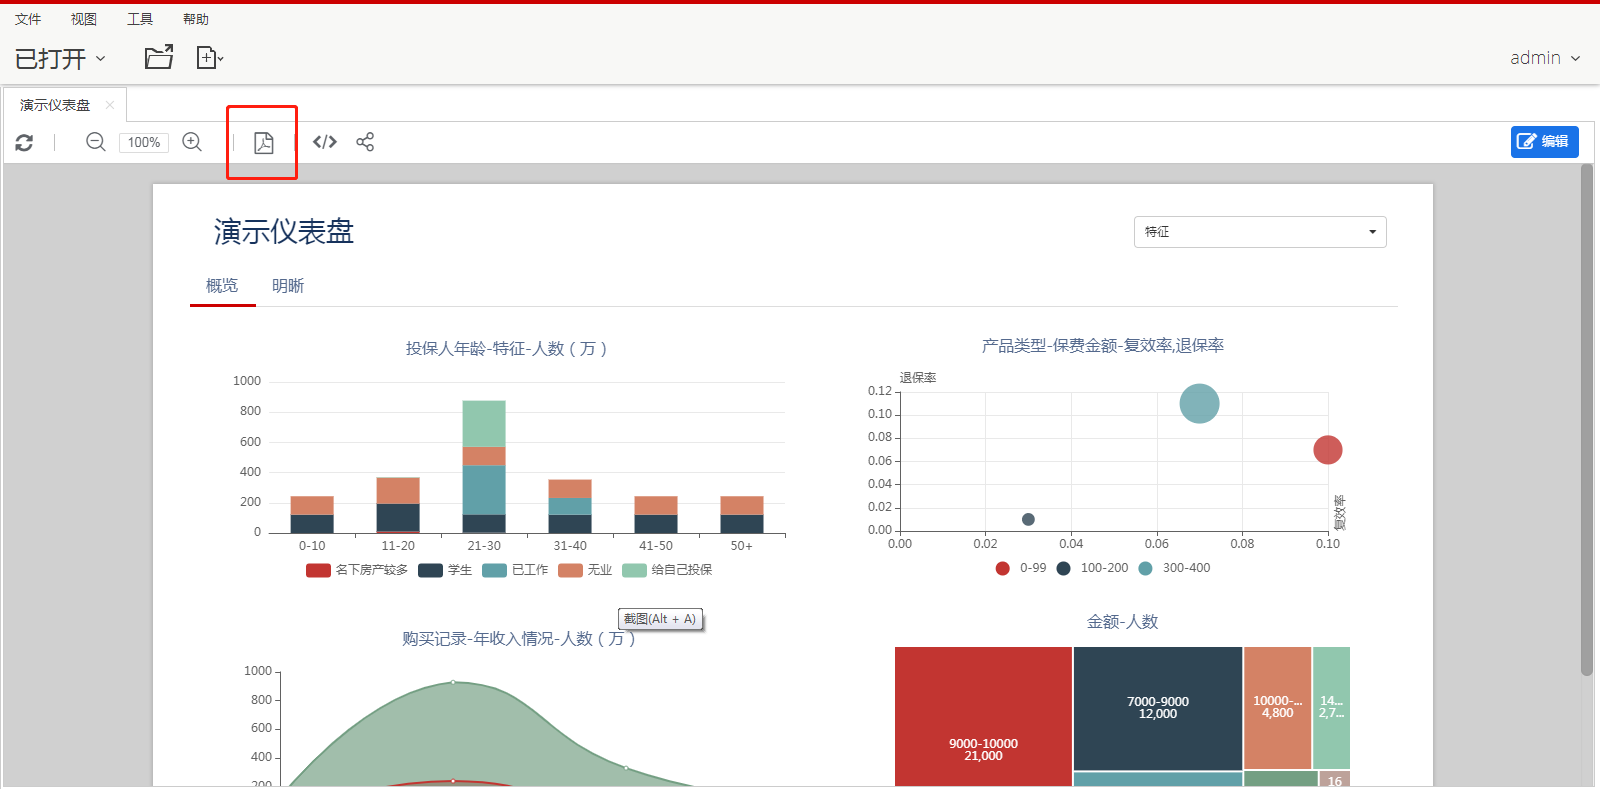 文件 视图 工具 帮助
已打开 admin
演示仪表盘
100% 编辑
演示仪表盘
特征
概览 明晰
投保人年龄-特征-人数（万）
1000
800
600
400
200
0
0-10 11-20 21-30 31-40 41-50 50+
名下房产较多 学生 已工作 无业 给自己投保
产品类型-保费金额-复效率,退保率
退保率
0.12
0.10
0.08
0.06
0.04
0.02
0.00
0.00 0.02 0.04 0.06 0.08 0.10
复效率
0-99 100-200 300-400
截图(Alt + A)
购买记录-年收入情况-人数（万）
1000
800
600
400
200
金额-人数
9000-10000
21,000
7000-9000
12,000
10000-...
4,800
14...
2,7...
16